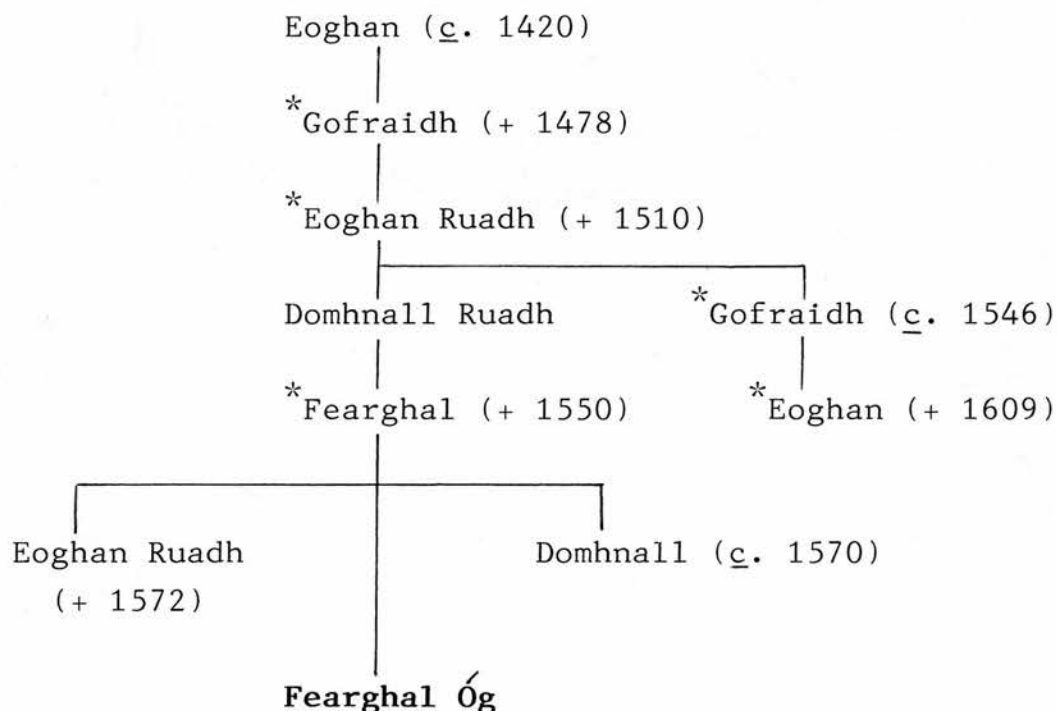 Eoghan (c. 1420)
*Gofraidh (+ 1478)
*Eoghan Ruadh (+ 1510)
Domhnall Ruadh *Gofraidh (c. 1546)
*Fearghal (+ 1550) *Eoghan (+ 1609)
Eoghan Ruadh Domhnall (c. 1570)
(+ 1572)
Fearghal Óg